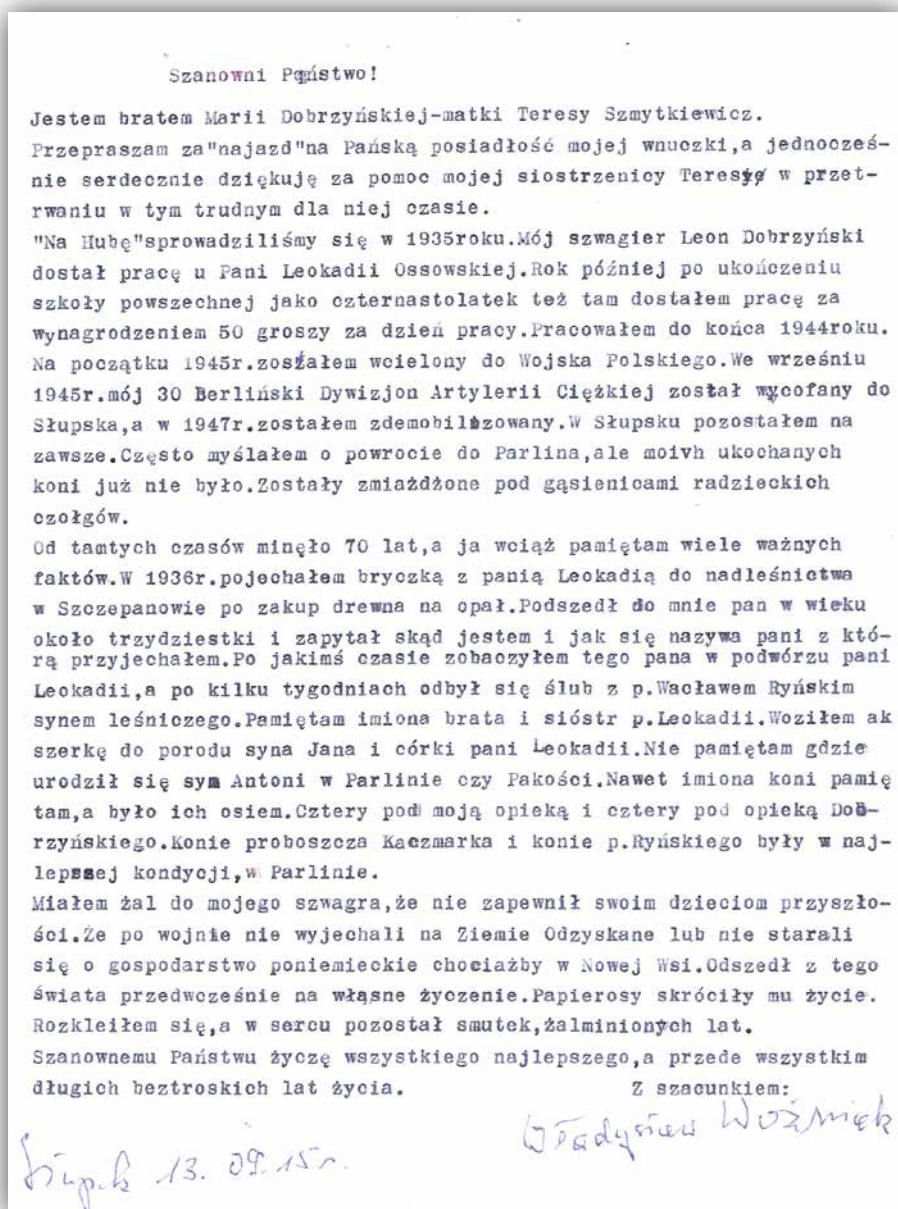 Szanowni Państwo!
Jestem bratem Marii Dobrzyńskiej-matki Teresy Szmytkiewicz.
Przepraszam za"najazd"na Pańską posiadłość mojej wnuczki,a jednocześ-
nie serdecznie dziękuję za pomoc mojej siostrzenicy Teresie w przet-
rwaniu w tym trudnym dla niej czasie.
"Na Hubę"sprowadziliśmy się w 1935roku.Mój szwagier Leon Dobrzyński
dostał pracę u Pani Leokadii Ossowskiej.Rok później po ukończeniu
szkoły powszechnej jako czternastolatek też tam dostałem pracę za
wynagrodzeniem 50 groszy za dzień pracy.Pracowałem do końca 1944roku.
Na początku 1945r.zostałem wcielony do Wojska Polskiego.We wrześniu
1945r.mój 30 Berliński Dywizjon Artylerii Ciężkiej został wycofany do
Słupska,a w 1947r.zostałem zdemobilizowany.W Słupsku pozostałem na
zawsze.Często myślałem o powrocie do Parlina,ale moivh ukochanych
koni już nie było.Zostały zmiażdżone pod gąsienicami radzieckich
czołgów.
Od tamtych czasów minęło 70 lat,a ja wciąż pamiętam wiele ważnych
faktów.W 1936r.pojechałem bryczką z panią Leokadią do nadleśnictwa
w Szczepanowie po zakup drewna na opał.Podszedł do mnie pan w wieku
około trzydziestki i zapytał skąd jestem i jak się nazywa pani z któ-
rą przyjechałem.Po jakimś czasie zobaczyłem tego pana w podwórzu pani
Leokadii,a po kilku tygodniach odbył się ślub z p.Wacławem Ryńskim
synem leśniczego.Pamiętam imiona brata i sióstr p.Leokadii.Woziłem ak
szerkę do porodu syna Jana i córki pani Leokadii.Nie pamiętam gdzie
urodził się syn Antoni w Parlinie czy Pakości.Nawet imiona koni pamię
tam,a było ich osiem.Cztery pod moją opieką i cztery pod opieką Dob-
rzyńskiego.Konie proboszcza Kaczmarka i konie p.Ryńskiego były w naj-
lepszej kondycji,w Parlinie.
Miałem żal do mojego szwagra,że nie zapewnił swoim dzieciom przyszło-
ści.Że po wojnie nie wyjechali na Ziemie Odzyskane lub nie starali
się o gospodarstwo poniemieckie chociażby w Nowej Wsi.Odszedł z tego
świata przedwcześnie na własne życzenie.Papierosy skróciły mu życie.
Rozkleiłem się,a w sercu pozostał smutek,żalminionych lat.
Szanownemu Państwu życzę wszystkiego najlepszego,a przede wszystkim
długich beztroskich lat życia. Z szacunkiem:
Władysław Woźniak
Słupsk 13. 09. 15 r.